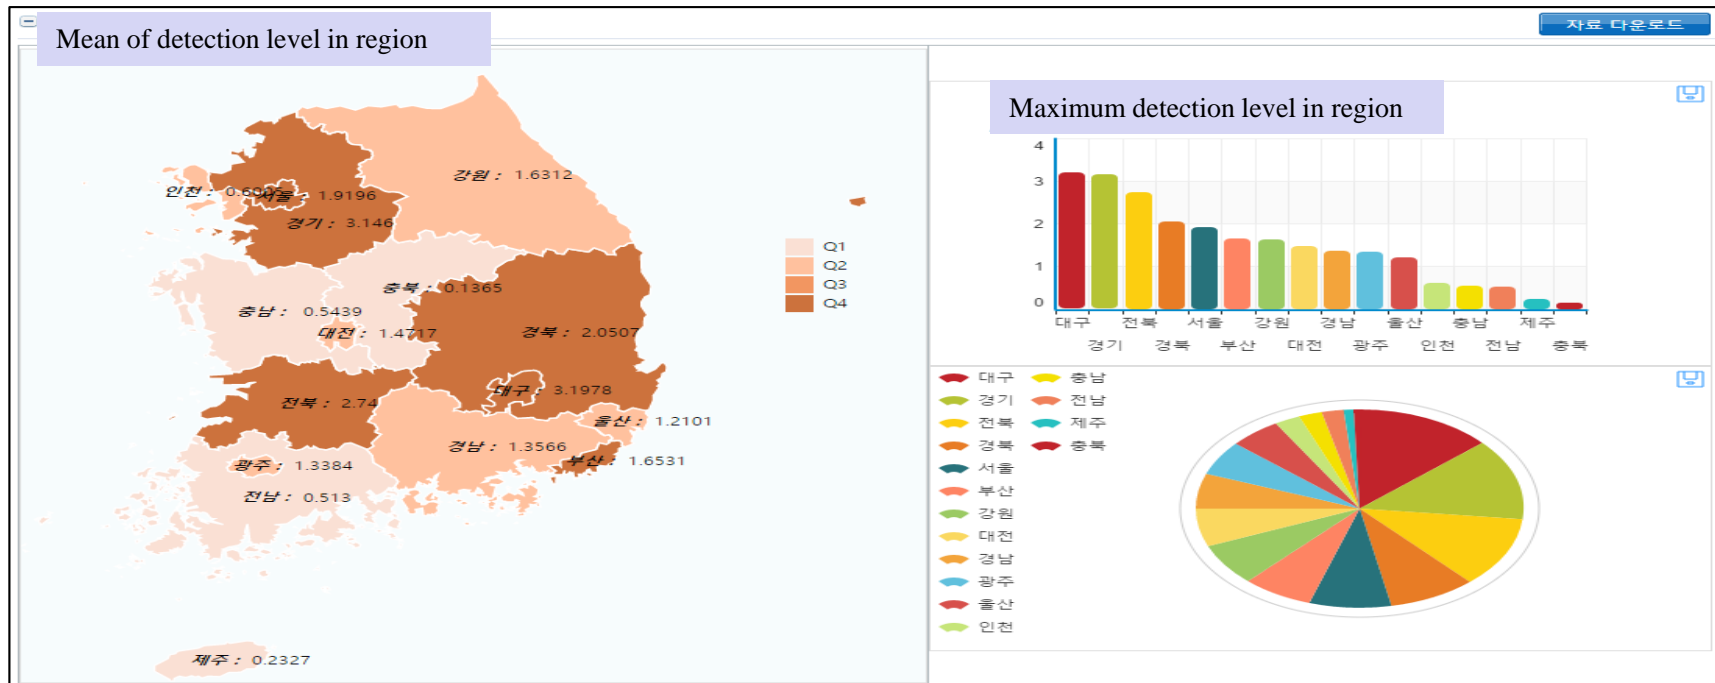 Mean of detection level in region
자료 다운로드
강원 : 1.6312
인천 :
서울 : 1.9196
경기 : 3.146
충북 : 0.1365
충남 : 0.5439
대전 : 1.4717
경북 : 2.0507
대구 : 3.1978
전북 : 2.74
울산 : 1.2101
경남 : 1.3566
부산 : 1.6531
광주 : 1.3384
전남 : 0.513
제주 : 0.2327
Q1
Q2
Q3
Q4
Maximum detection level in region
4
3
2
1
0
대구 전북 서울 강원 경남 울산 충남 제주
경기 경북 부산 대전 광주 인천 전남 충북
대구 충남
경기 전남
전북 제주
경북 충북
서울
부산
강원
대전
경남
광주
울산
인천